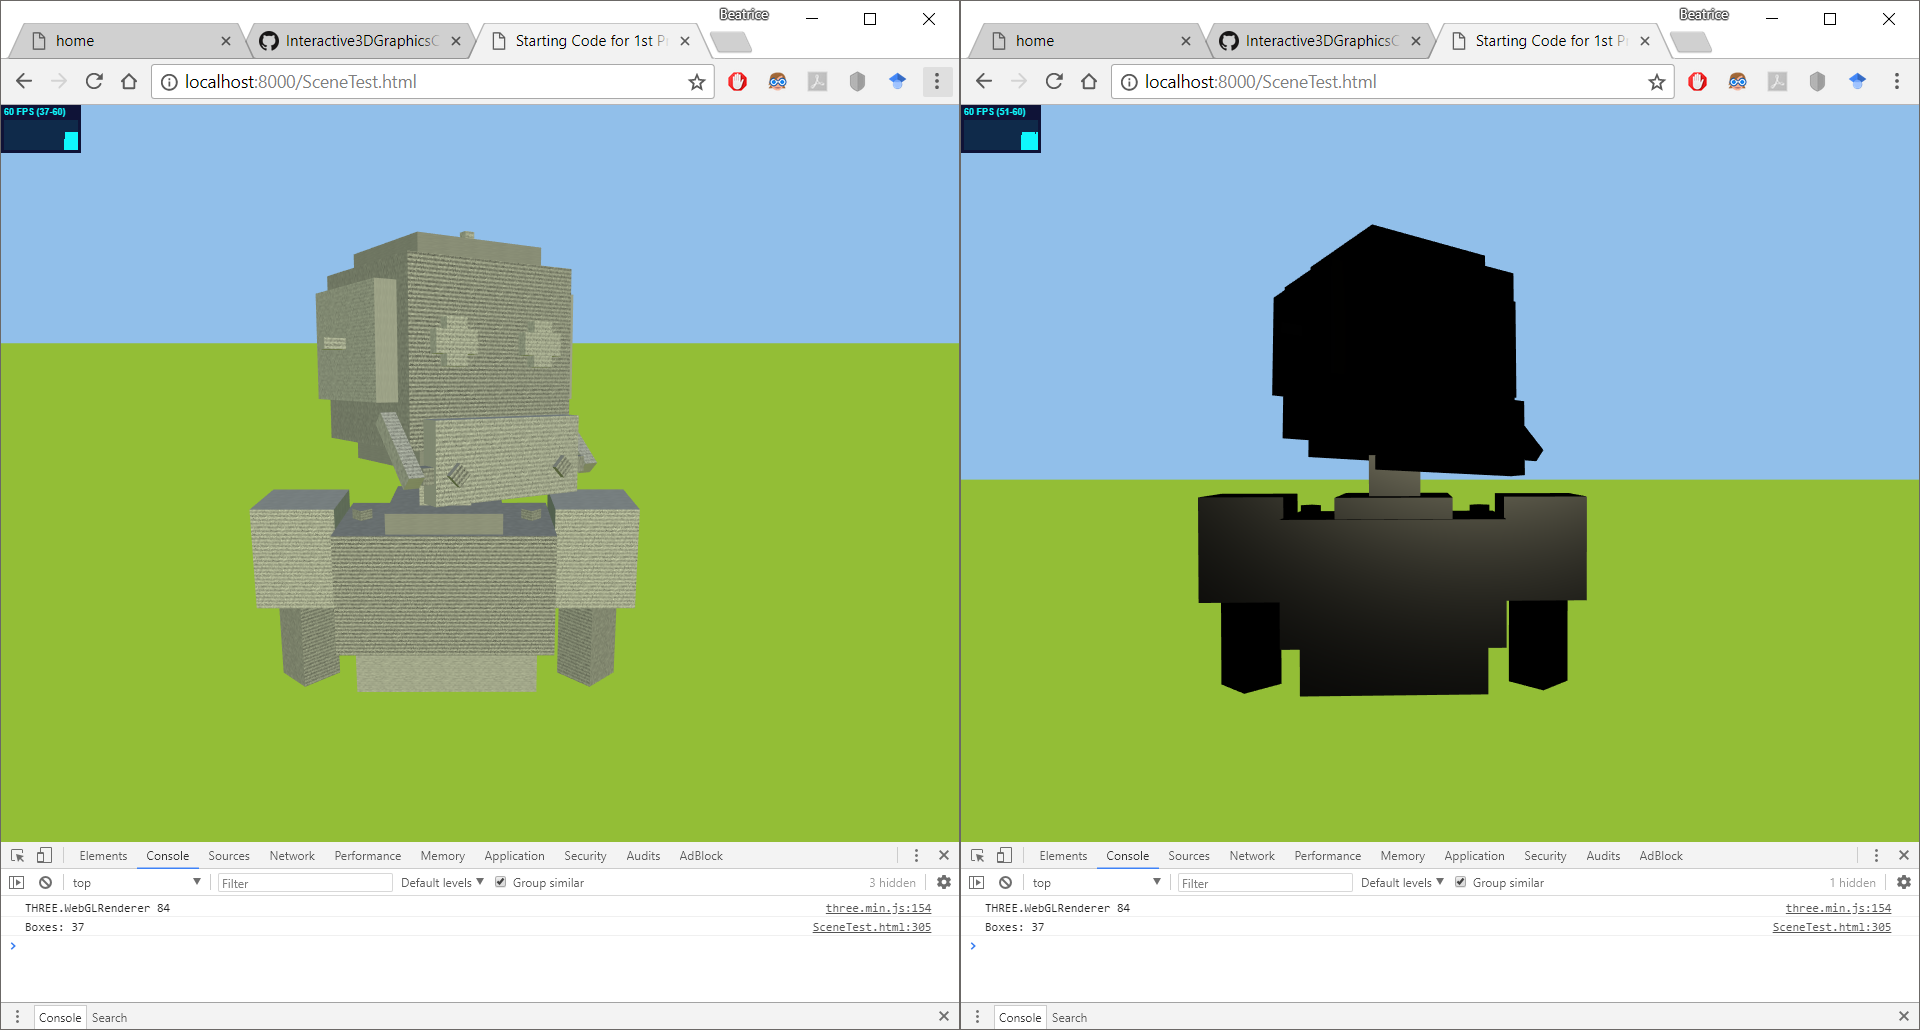 Beatrice
home
Interactive3DGraphicsC
Starting Code for 1st Pr
localhost:8000/SceneTest.html
60 FPS (37-60)
Elements Console Sources Network Performance Memory Application Security Audits AdBlock
top Filter Default levels Group similar 3 hidden
THREE.WebGLRenderer 84 three.min.js:154
Boxes: 37 SceneTest.html:305
Console Search
Beatrice
home
Interactive3DGraphicsC
Starting Code for 1st Pr
localhost:8000/SceneTest.html
60 FPS (51-60)
Elements Console Sources Network Performance Memory Application Security Audits AdBlock
top Filter Default levels Group similar 1 hidden
THREE.WebGLRenderer 84 three.min.js:154
Boxes: 37 SceneTest.html:305
Console Search